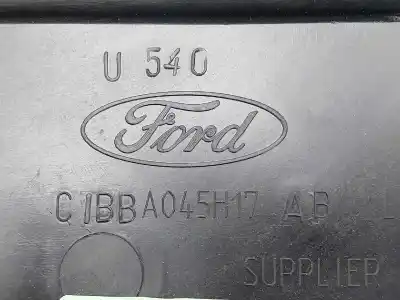 U 540
Ford
C1BBA045H17 AB
SUPPLIER